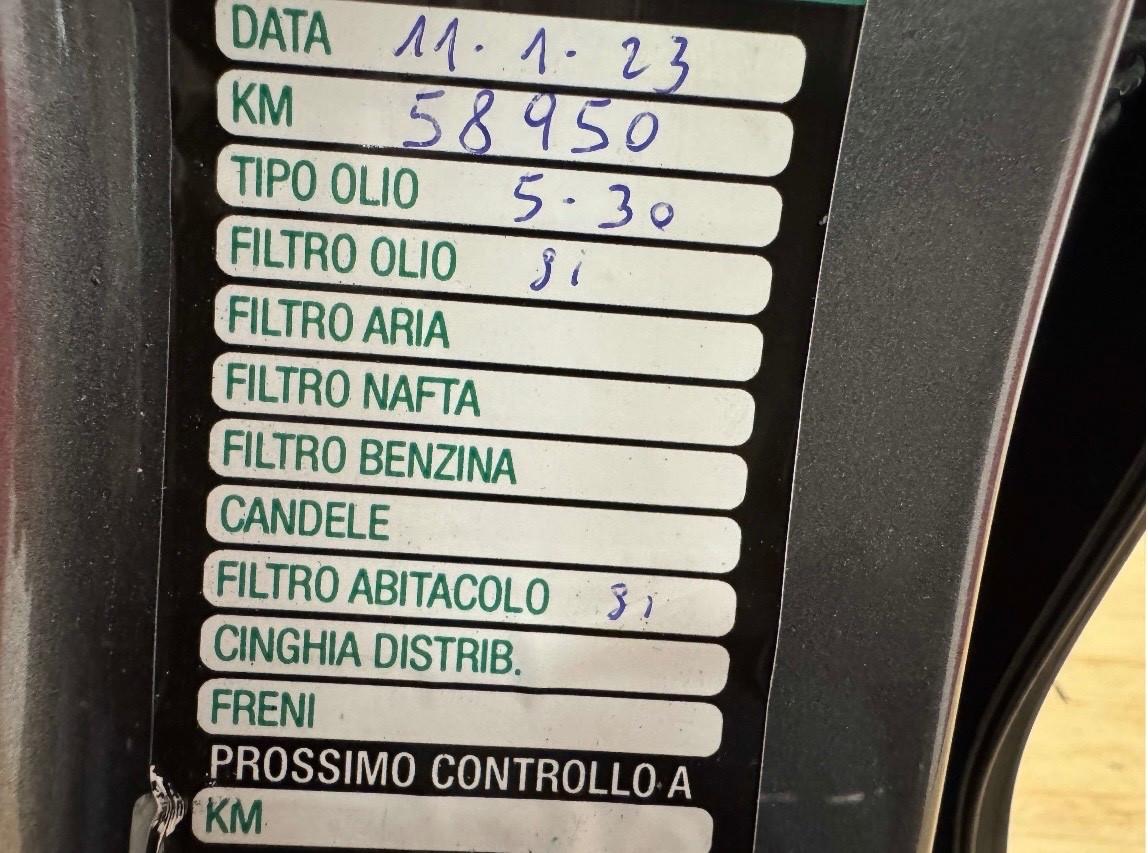 DATA 11.1.23
KM 58950
TIPO OLIO 5.30
FILTRO OLIO si
FILTRO ARIA
FILTRO NAFTA
FILTRO BENZINA
CANDELE
FILTRO ABITACOLO si
CINGHIA DISTRIB.
FRENI
PROSSIMO CONTROLLO A
KM